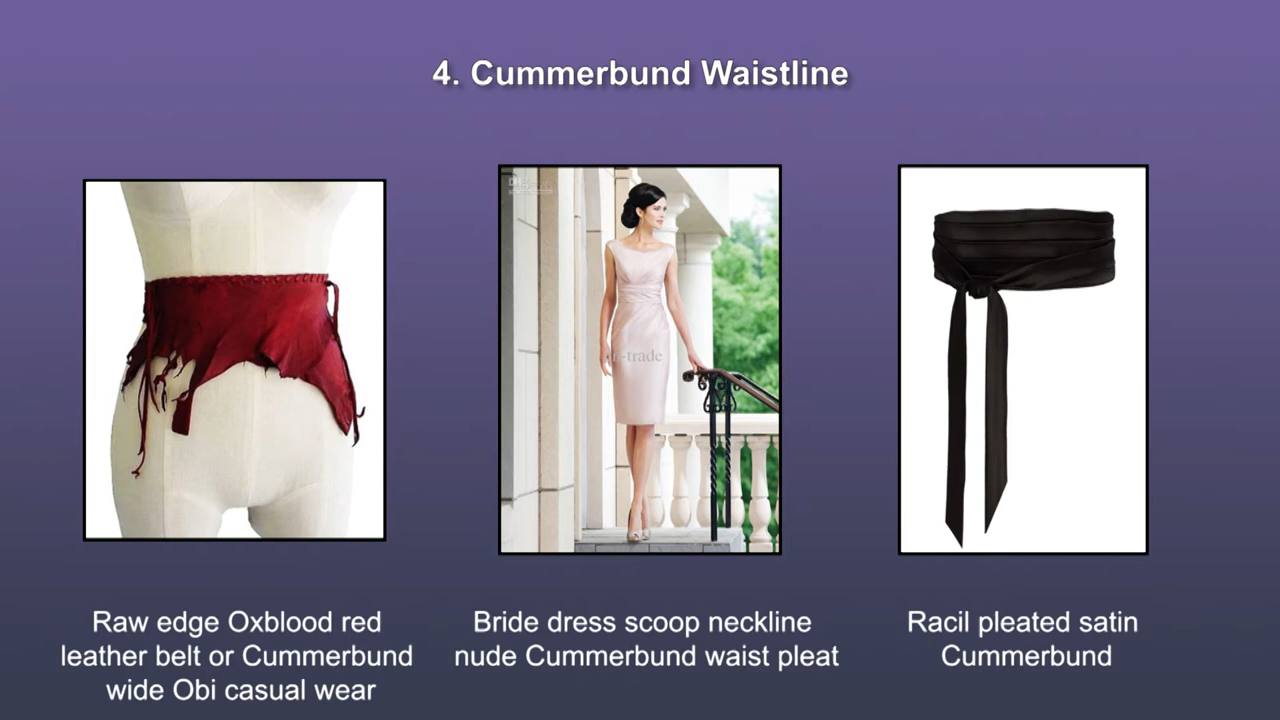 4. Cummerbund Waistline
Raw edge Oxblood red
leather belt or Cummerbund
wide Obi casual wear
Bride dress scoop neckline
nude Cummerbund waist pleat
Racil pleated satin
Cummerbund